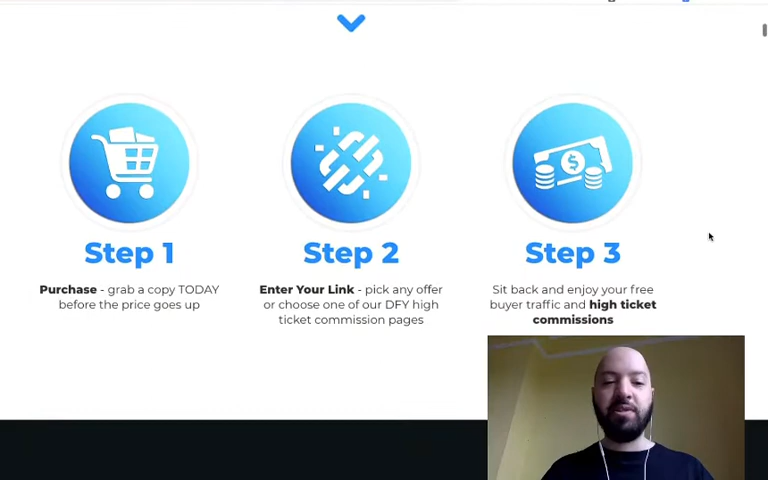 Step 1
Purchase - grab a copy TODAY
before the price goes up
Step 2
Enter Your Link - pick any offer
or choose one of our DFY high
ticket commission pages
Step 3
Sit back and enjoy your free
buyer traffic and high ticket
commissions